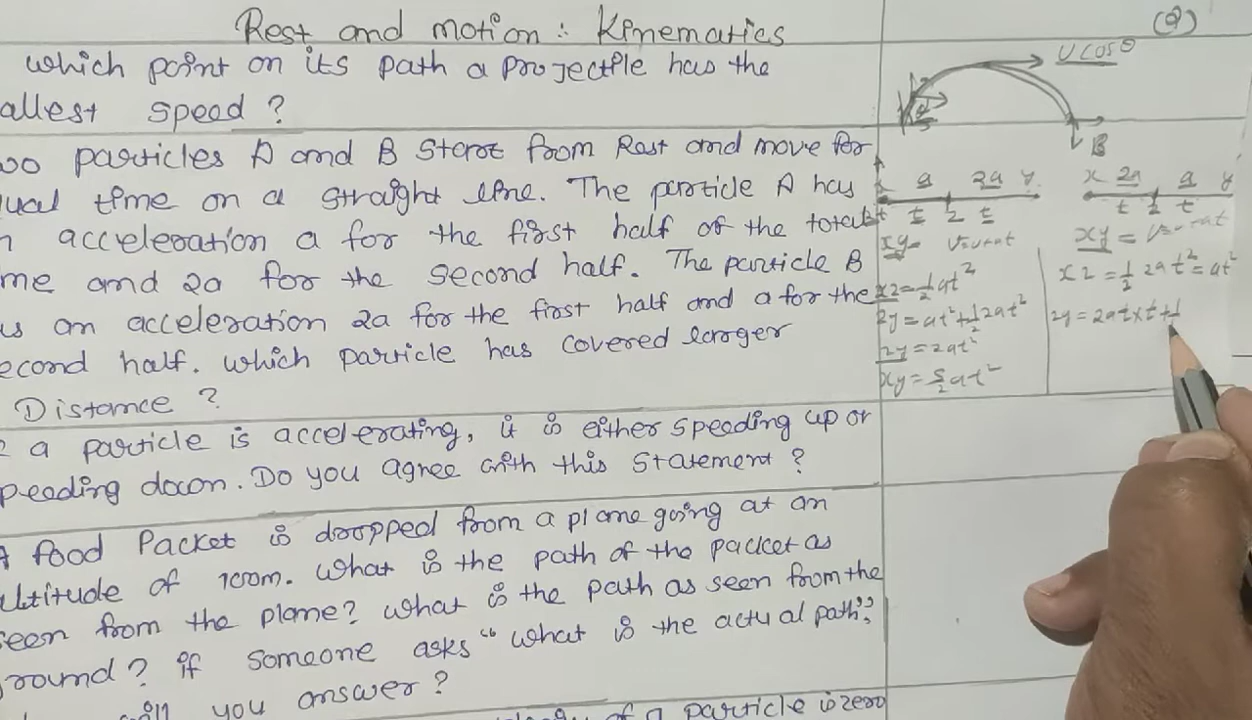 (2)
Rest and motion : Kinematics
which point on its path a projectile has the
allest speed ?
wo particles A and B Start from Rest and move for
ual time on a straight line. The particle A has
n acceleration a for the first half of the total
me and 2a for the second half. The particle B
s an acceleration 2a for the first half and a for the
econd half. which particle has covered larger
Distance ?
a particle is accelerating, it is either speeding up or
peeding down. Do you agree with this Statement ?
A food Packet is dropped from a plane going at an
ltitude of 100m. What is the path of the packet as
seen from the plane? What is the path as seen from the
round ? if someone asks "what is the actual path",
you answer ?
of a particle is zero
U cos θ
B
a 2a y
t 2 t
xy = v=u+at
x2 = 1/2 at²
2y = at² + 1/2 2at²
2y = 2at²
xy = 5/2 at²
x 2a a y
t 2 t
xy = v=u+at
x2 = 1/2 2at² = at²
2y = 2at×t +